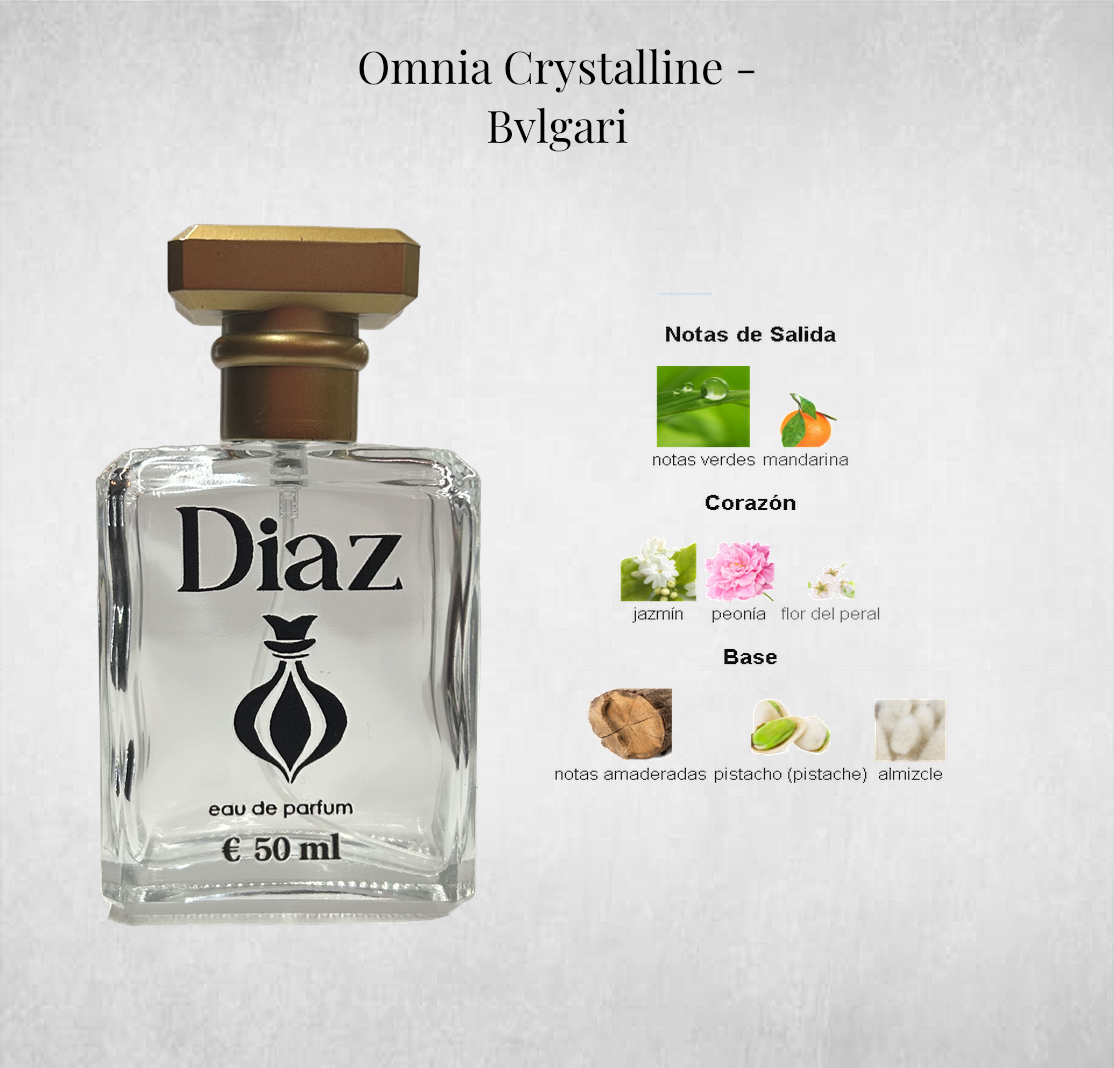 Omnia Crystalline -
Bvlgari
Diaz
eau de parfum
€ 50 ml
Notas de Salida
notas verdes mandarina
Corazón
jazmín peonía flor del peral
Base
notas amaderadas pistacho (pistache) almizcle